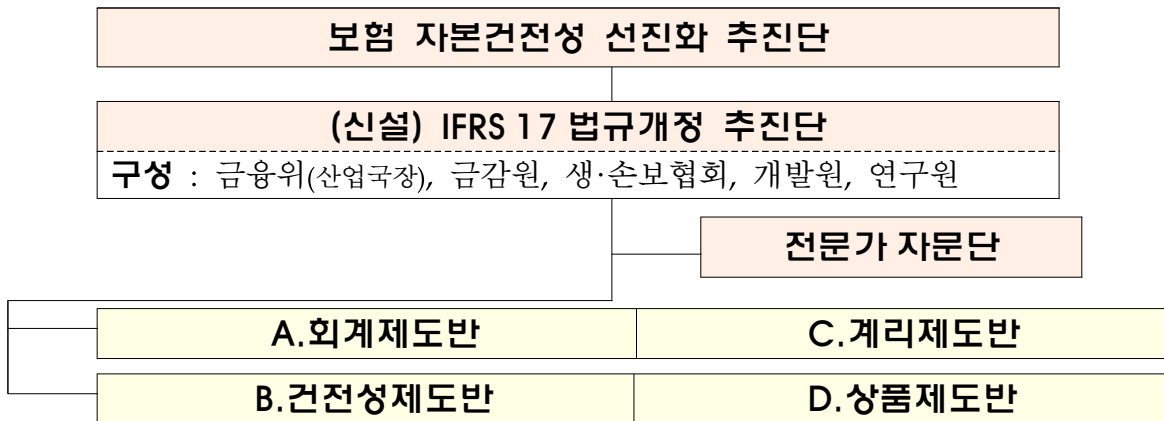 보험 자본건전성 선진화 추진단
(신설) IFRS 17 법규개정 추진단
구성 : 금융위(산업국장), 금감원, 생·손보협회, 개발원, 연구원
전문가 자문단
A.회계제도반
C.계리제도반
B.건전성제도반
D.상품제도반